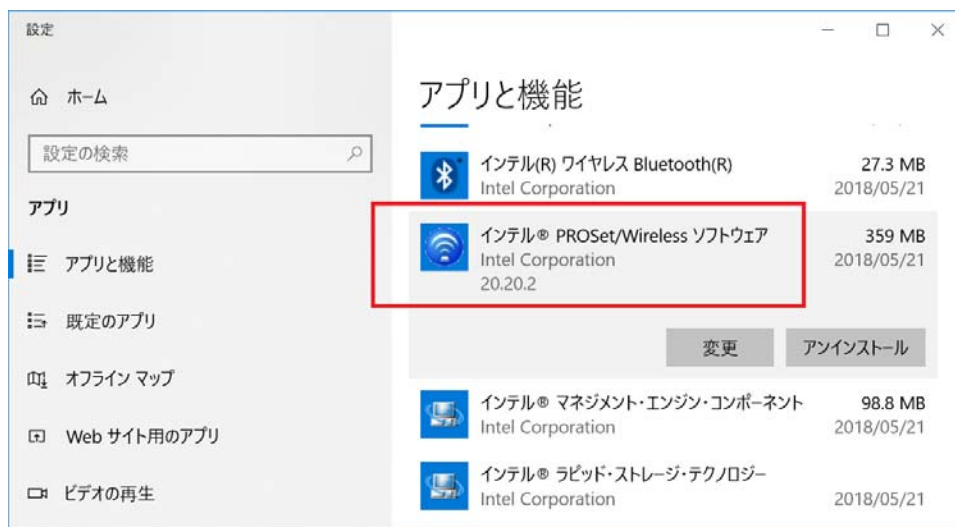 設定
ホーム
設定の検索
アプリ
アプリと機能
既定のアプリ
オフライン マップ
Web サイト用のアプリ
ビデオの再生
アプリと機能
インテル(R) ワイヤレス Bluetooth(R) 27.3 MB
Intel Corporation 2018/05/21
インテル® PROSet/Wireless ソフトウェア 359 MB
Intel Corporation 2018/05/21
20.20.2
変更 アンインストール
インテル® マネジメント・エンジン・コンポーネント 98.8 MB
Intel Corporation 2018/05/21
インテル® ラピッド・ストレージ・テクノロジー
Intel Corporation 2018/05/21